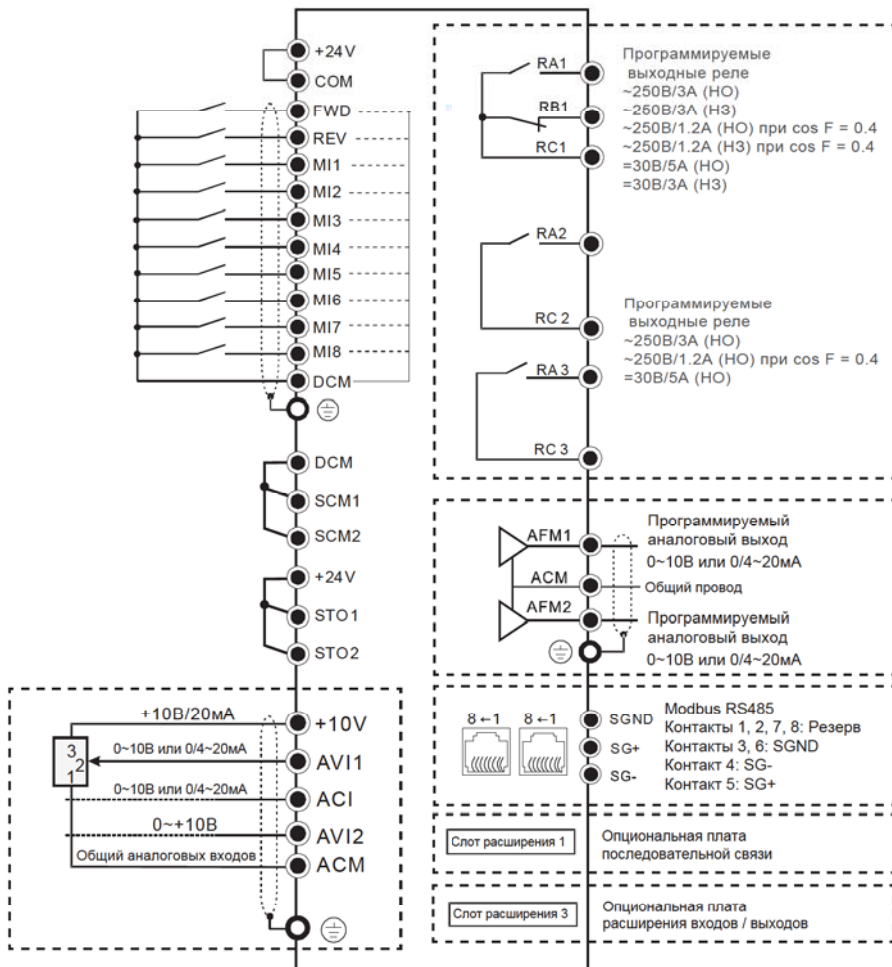 +24V
COM
FWD
REV
MI1
MI2
MI3
MI4
MI5
MI6
MI7
MI8
DCM
DCM
SCM1
SCM2
+24V
STO1
STO2
+10В/20мА
+10V
3
2
1
0~10В или 0/4~20мА
AVI1
0~10В или 0/4~20мА
ACI
0~+10В
AVI2
Общий аналоговых входов
ACM
RA1
RB1
RC1
Программируемые
выходные реле
~250В/3А (НО)
~250В/3А (НЗ)
~250В/1.2А (НО) при cos F = 0.4
~250В/1.2А (НЗ) при cos F = 0.4
=30В/5А (НО)
=30В/3А (НЗ)
RA2
RC 2
RA 3
RC 3
Программируемые
выходные реле
~250В/3А (НО)
~250В/1.2А (НО) при cos F = 0.4
=30В/5А (НО)
AFM1
Программируемый
аналоговый выход
0~10В или 0/4~20мА
ACM
Общий провод
AFM2
Программируемый
аналоговый выход
0~10В или 0/4~20мА
8←1
8←1
SGND
SG+
SG-
Modbus RS485
Контакты 1, 2, 7, 8: Резерв
Контакты 3, 6: SGND
Контакт 4: SG-
Контакт 5: SG+
Слот расширения 1
Опциональная плата
последовательной связи
Слот расширения 3
Опциональная плата
расширения входов / выходов